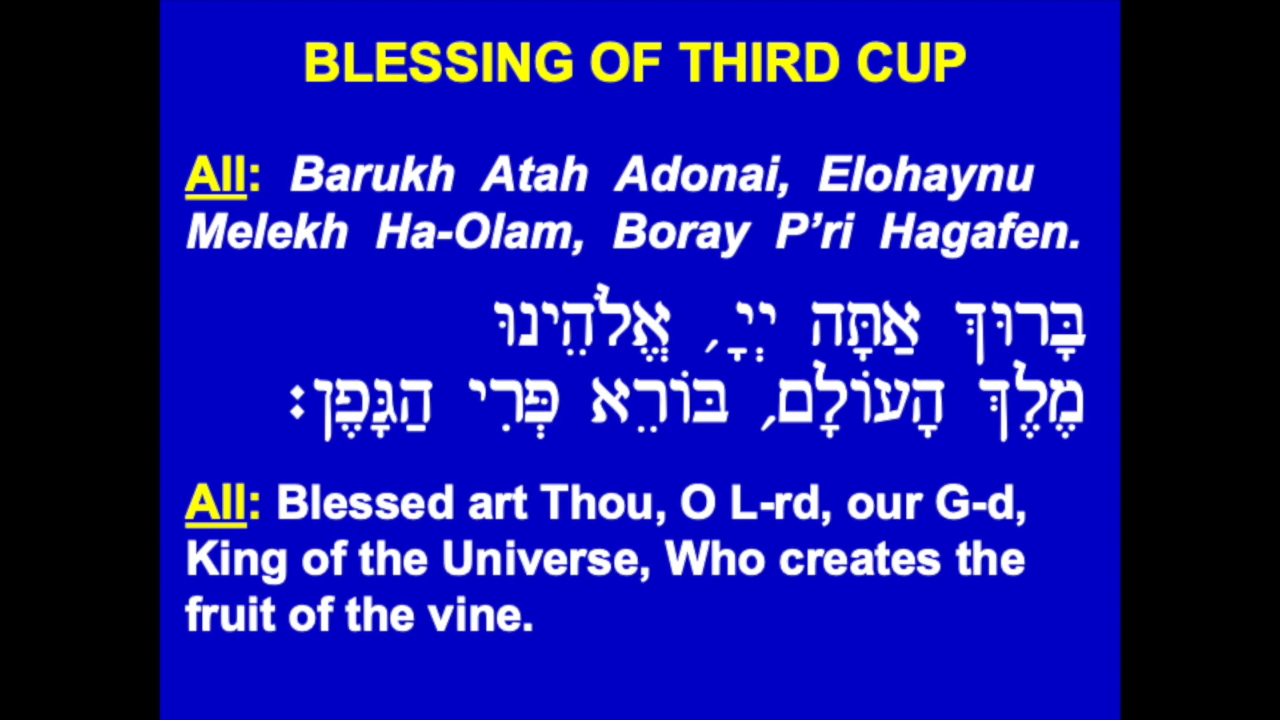 BLESSING OF THIRD CUP
All: Barukh Atah Adonai, Elohaynu
Melekh Ha-Olam, Boray P’ri Hagafen.
בָּרוּךְ אַתָּה יְיָ, אֱלֹהֵינוּ
מֶלֶךְ הָעוֹלָם, בּוֹרֵא פְּרִי הַגָּפֶן:
All: Blessed art Thou, O L-rd, our G-d,
King of the Universe, Who creates the
fruit of the vine.